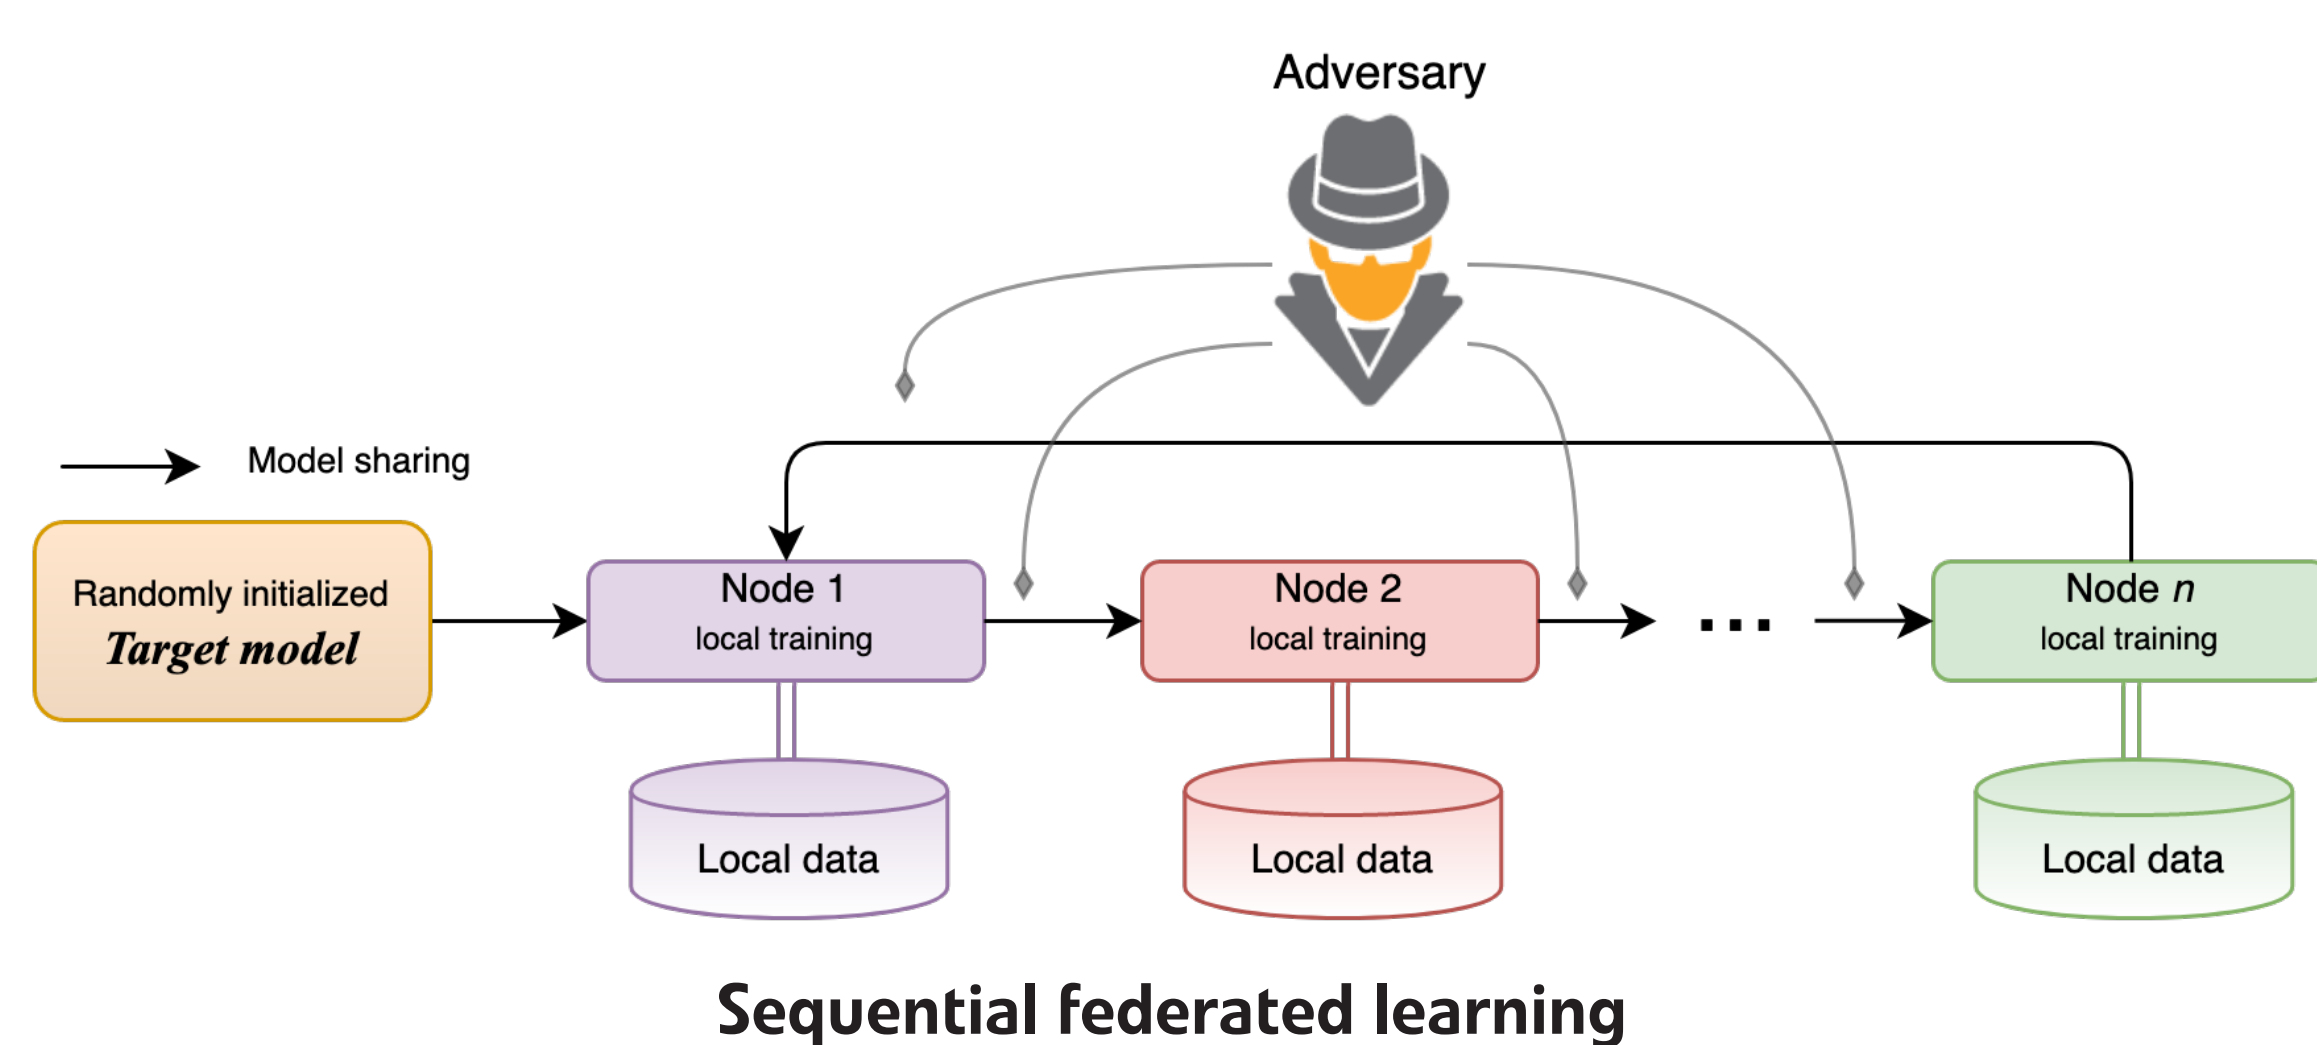 Adversary
Model sharing
Randomly initialized
Target model
Node 1
local training
Node 2
local training
...
Node n
local training
Local data
Local data
Local data
Sequential federated learning